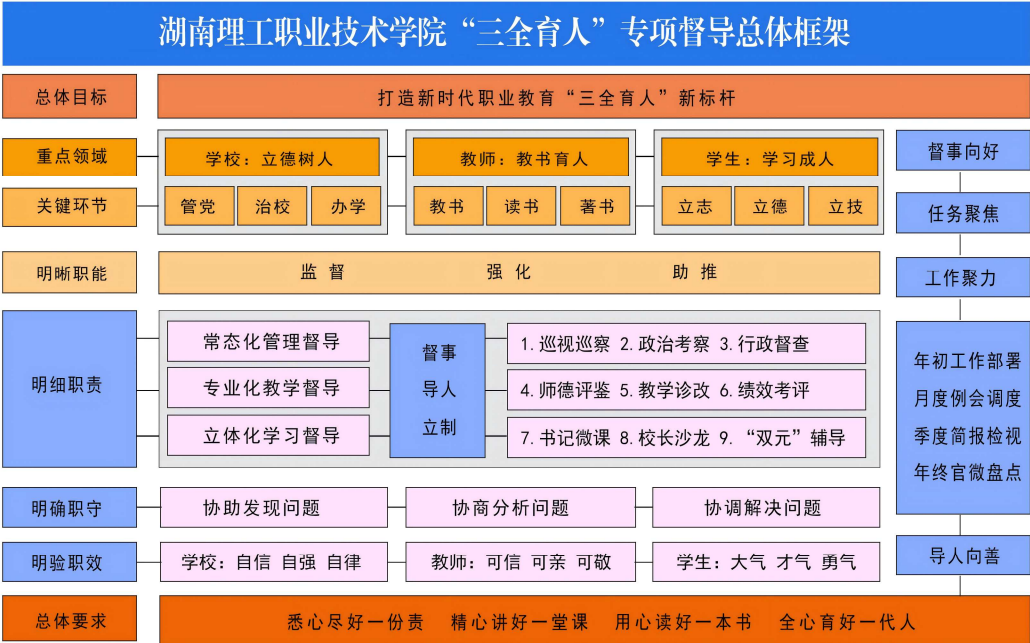 湖南理工职业技术学院“三全育人”专项督导总体框架
总体目标
打造新时代职业教育“三全育人”新标杆
重点领域
学校：立德树人
教师：教书育人
学生：学习成人
关键环节
管党
治校
办学
教书
读书
著书
立志
立德
立技
明晰职能
监督
强化
助推
明细职责
常态化管理督导
专业化教学督导
立体化学习督导
督事
导人
立制
1.巡视巡察 2.政治考察 3.行政督查
4.师德评鉴 5.教学诊改 6.绩效考评
7.书记微课 8.校长沙龙 9.“双元”辅导
明确职守
协助发现问题
协商分析问题
协调解决问题
明验职效
学校：自信 自强 自律
教师：可信 可亲 可敬
学生：大气 才气 勇气
督事向好
任务聚焦
工作聚力
年初工作部署
月度例会调度
季度简报检视
年终官微盘点
导人向善
总体要求
悉心尽好一份责 精心讲好一堂课 用心读好一本书 全心育好一代人